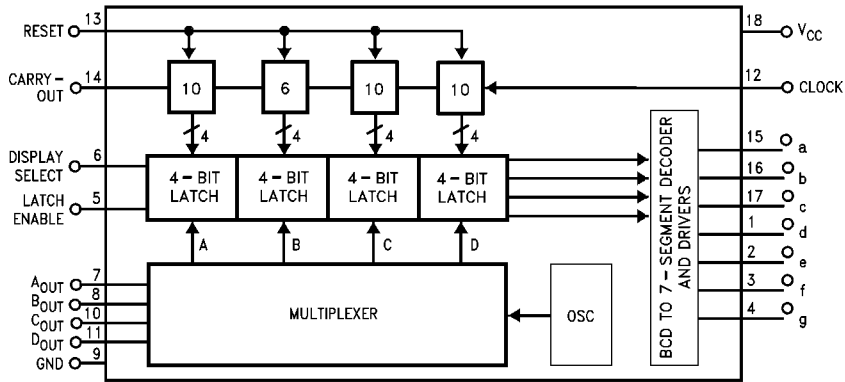 RESET 13
18 VCC
CARRY-OUT 14
10 6 10 10
12 CLOCK
4 4 4 4
DISPLAY SELECT 6
4-BIT LATCH
4-BIT LATCH
4-BIT LATCH
4-BIT LATCH
LATCH ENABLE 5
A B C D
AOUT 7
BOUT 8
COUT 10
DOUT 11
GND 9
MULTIPLEXER
OSC
BCD TO 7-SEGMENT DECODER AND DRIVERS
15 a
16 b
17 c
1 d
2 e
3 f
4 g